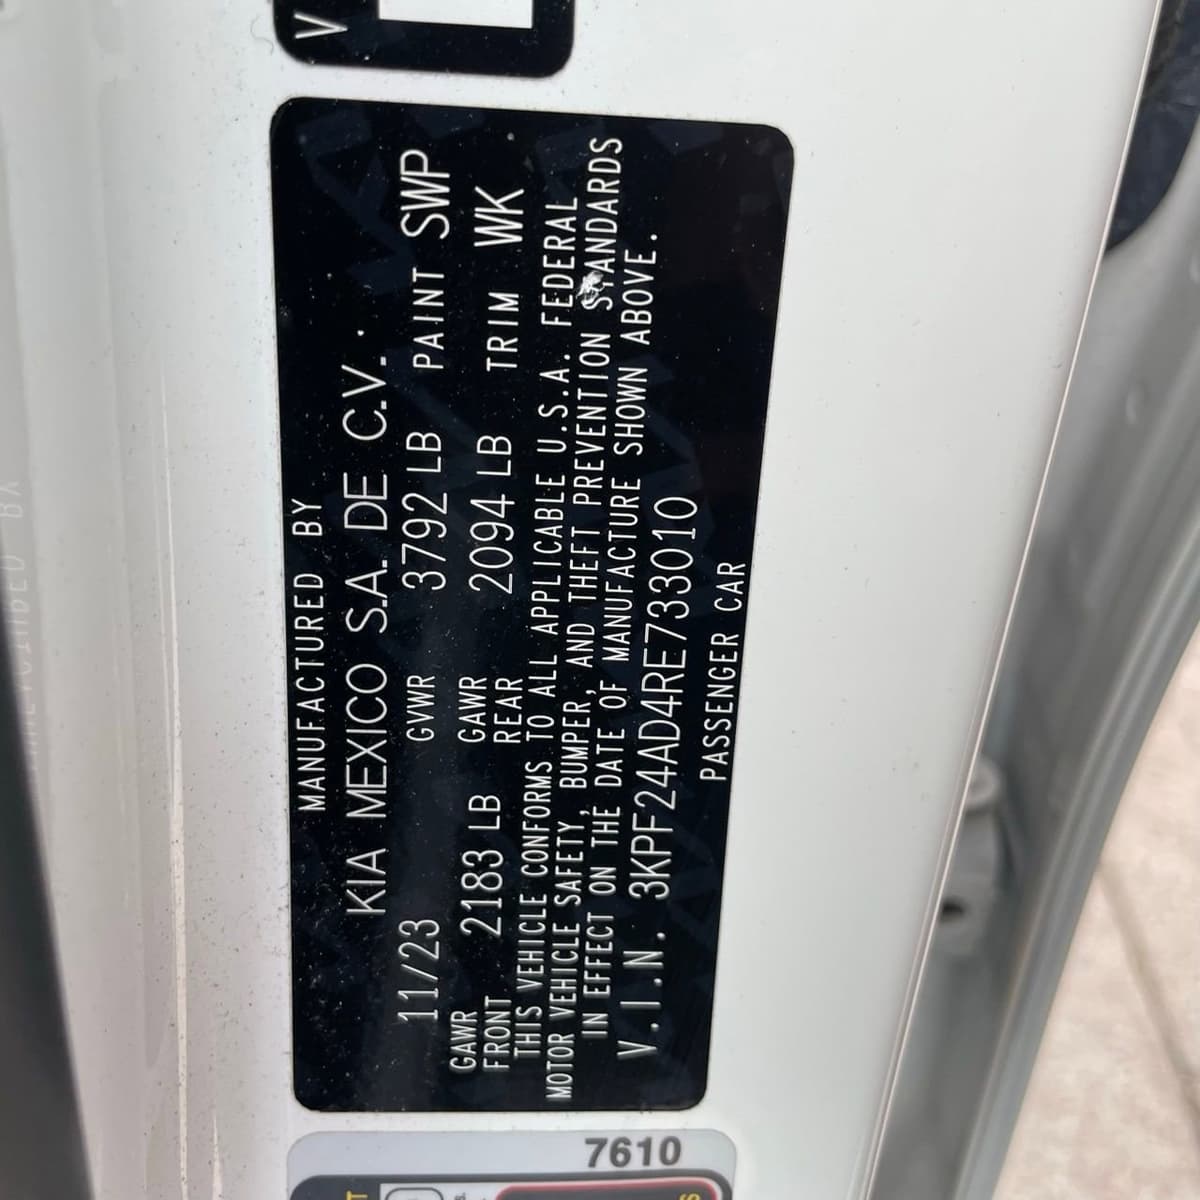 V
MANUFACTURED BY
KIA MEXICO S.A. DE C.V.
11/23 GVWR 3792 LB PAINT SWP
GAWR FRONT 2183 LB GAWR REAR 2094 LB TRIM WK
THIS VEHICLE CONFORMS TO ALL APPLICABLE U.S.A. FEDERAL
MOTOR VEHICLE SAFETY, BUMPER, AND THEFT PREVENTION STANDARDS
IN EFFECT ON THE DATE OF MANUFACTURE SHOWN ABOVE.
V.I.N. 3KPF24AD4RE733010
PASSENGER CAR
7610